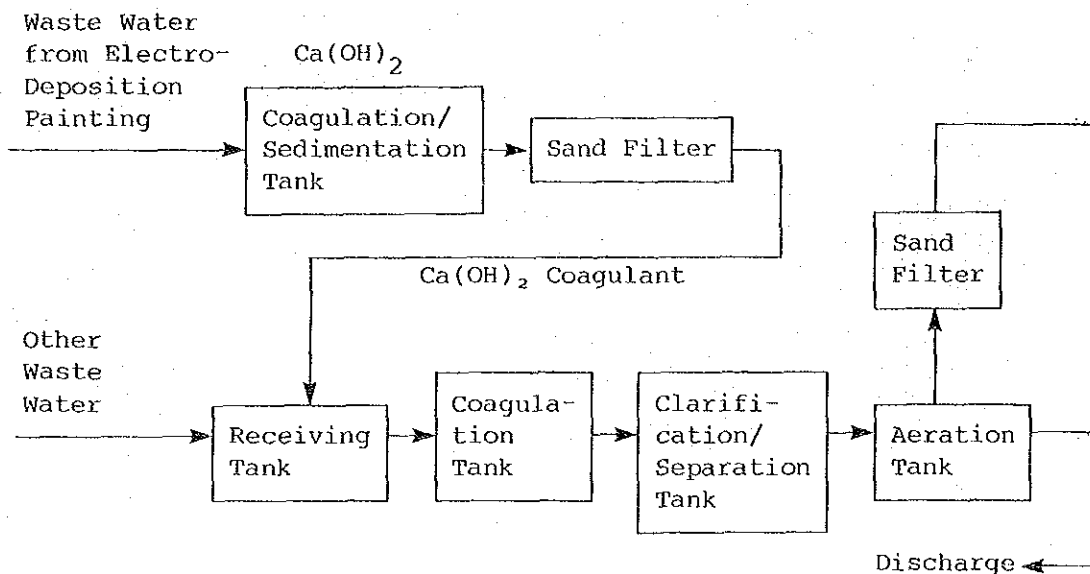 Waste Water
from Electro-
Deposition
Painting
Ca(OH)2
Coagulation/
Sedimentation
Tank
Sand Filter
Sand
Filter
Ca(OH)₂ Coagulant
Other
Waste
Water
Receiving
Tank
Coagula-
tion
Tank
Clarifi-
cation/
Separation
Tank
Aeration
Tank
Discharge